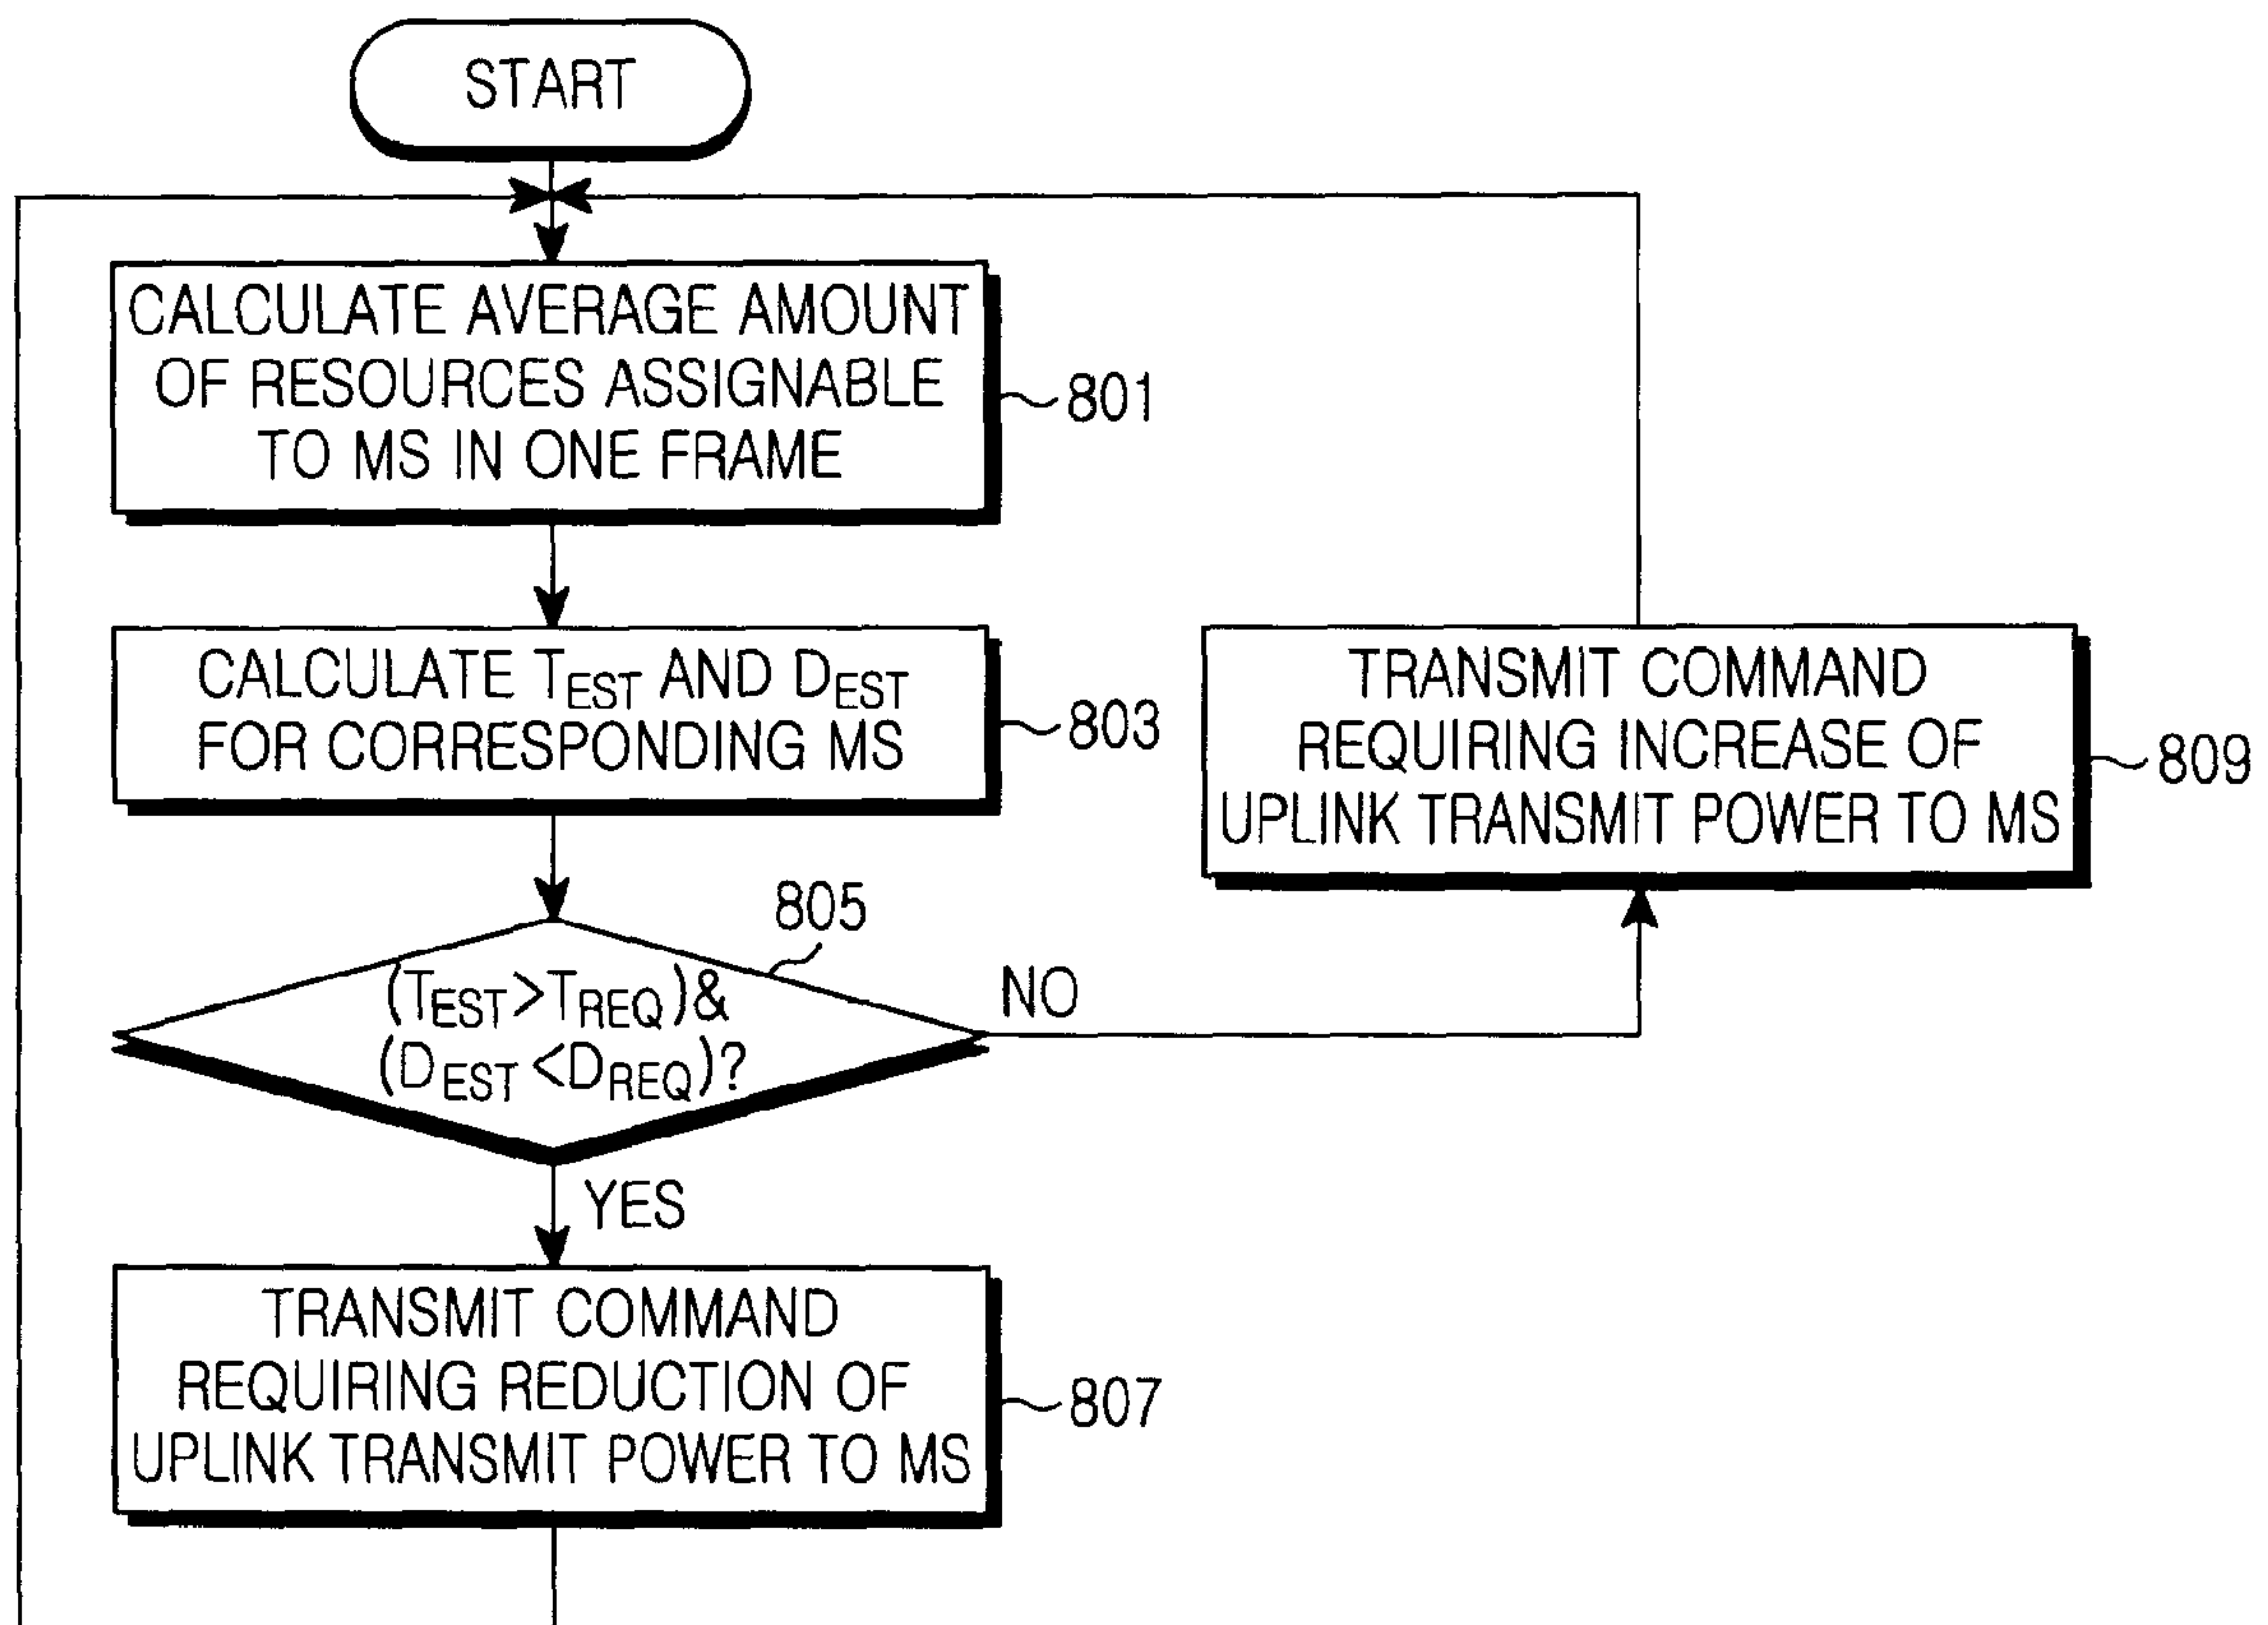 START
CALCULATE AVERAGE AMOUNT
OF RESOURCES ASSIGNABLE
TO MS IN ONE FRAME
801
CALCULATE TEST AND DEST
FOR CORRESPONDING MS
803
TRANSMIT COMMAND
REQUIRING INCREASE OF
UPLINK TRANSMIT POWER TO MS
809
805
(TEST>TREQ)&
(DEST<DREQ)?
NO
YES
TRANSMIT COMMAND
REQUIRING REDUCTION OF
UPLINK TRANSMIT POWER TO MS
807